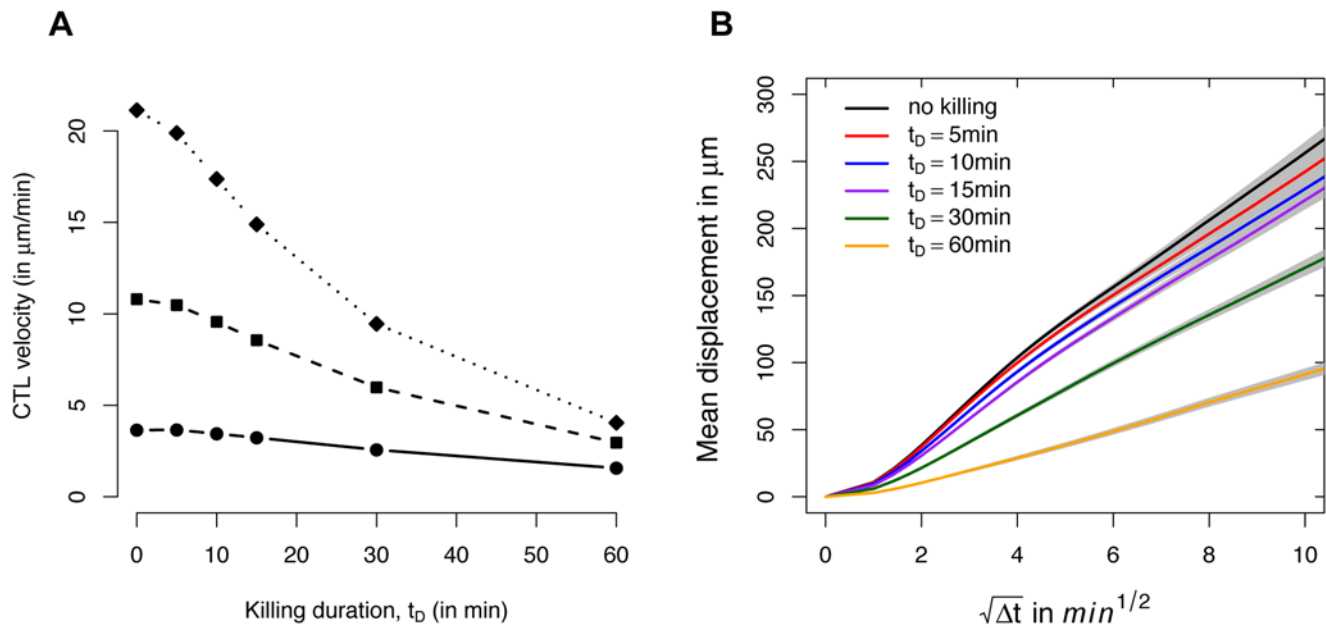 A
CTL velocity (in μm/min)
20
15
10
5
0
0 10 20 30 40 50 60
Killing duration, t_D (in min)
B
Mean displacement in μm
300
250
200
150
100
50
0
no killing
t_D = 5min
t_D = 10min
t_D = 15min
t_D = 30min
t_D = 60min
0 2 4 6 8 10
√Δt in min^1/2